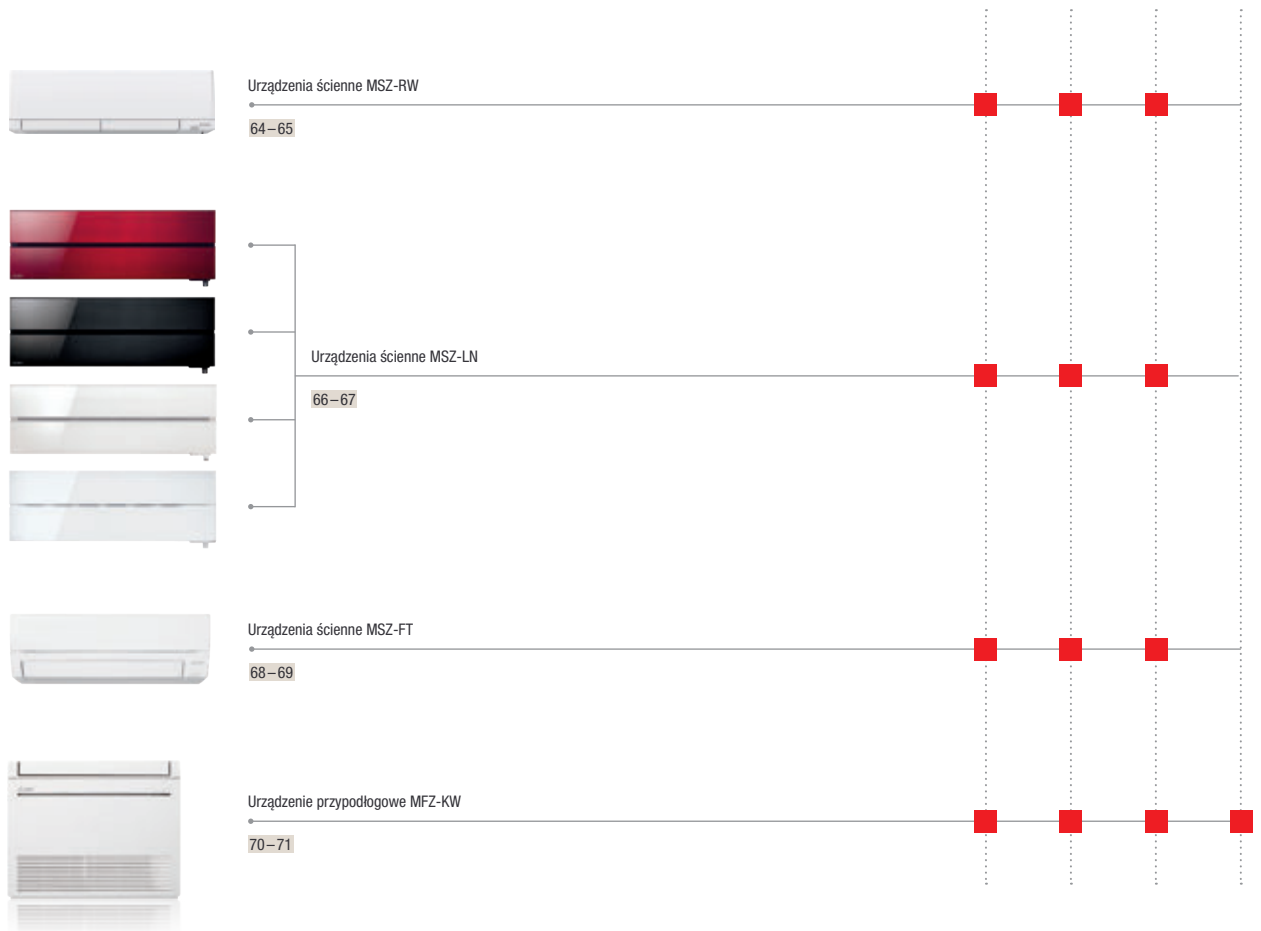 Urządzenia ścienne MSZ-RW
64–65
Urządzenia ścienne MSZ-LN
66–67
Urządzenia ścienne MSZ-FT
68–69
Urządzenie przypodłogowe MFZ-KW
70–71